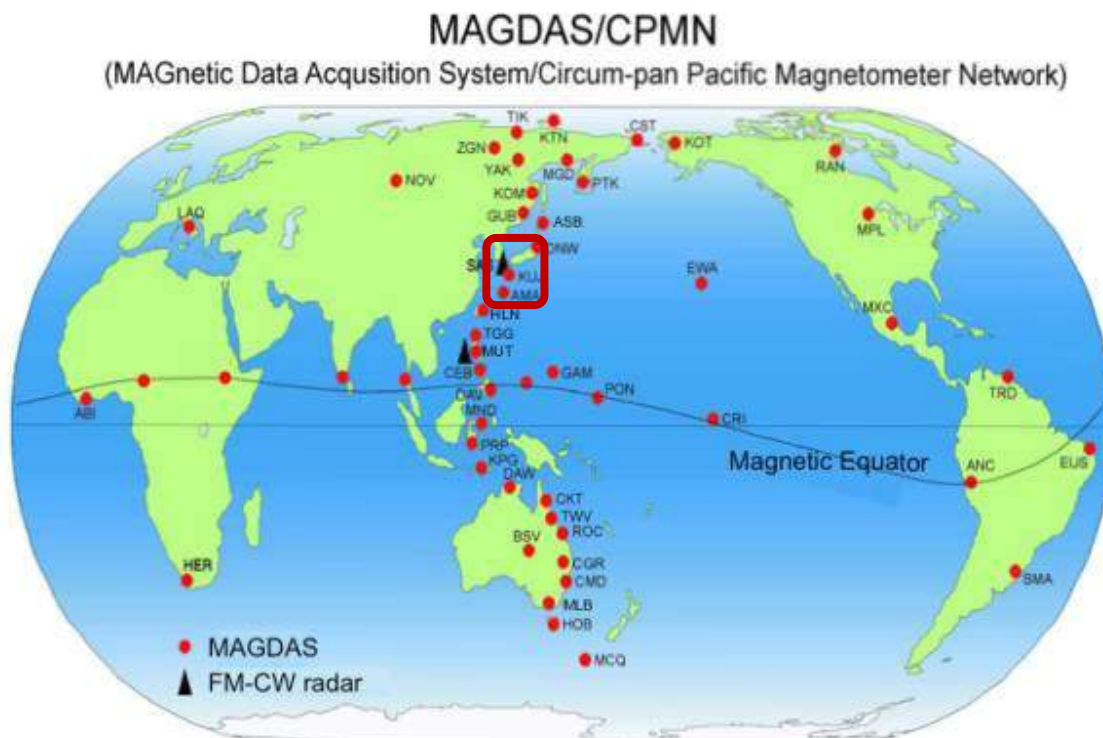 MAGDAS/CPMN
(MAGnetic Data Acqusition System/Circum-pan Pacific Magnetometer Network)
TIK
KTN
CST
KOT
RAN
ZGN
YAK
MGD
PTK
NOV
KOM
GUB
ASB
LAQ
MPL
ONW
KUJ
EWA
AMA
HLN
MXC
TGG
MUT
CEB
GAM
DAV
PON
TRD
ABI
MND
CRI
PRP
KPG
Magnetic Equator
ANC
EUS
DAW
CKT
TWV
ROC
BSV
CGR
HER
CMD
SMA
MLB
HOB
MAGDAS
MCQ
FM-CW radar